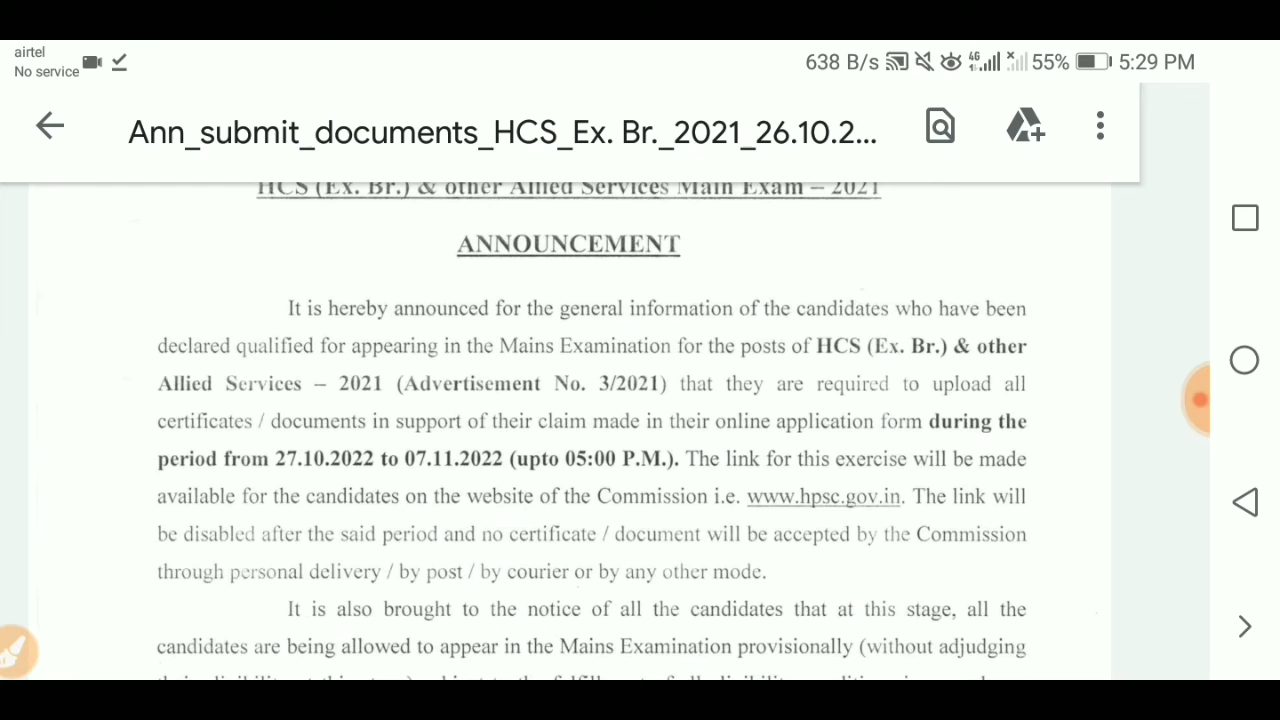 airtel
No service
638 B/s 4G 55% 5:29 PM
Ann_submit_documents_HCS_Ex. Br._2021_26.10.2...
HCS (Ex. Br.) & other Allied Services Main Exam – 2021
ANNOUNCEMENT
It is hereby announced for the general information of the candidates who have been
declared qualified for appearing in the Mains Examination for the posts of HCS (Ex. Br.) & other
Allied Services – 2021 (Advertisement No. 3/2021) that they are required to upload all
certificates / documents in support of their claim made in their online application form during the
period from 27.10.2022 to 07.11.2022 (upto 05:00 P.M.). The link for this exercise will be made
available for the candidates on the website of the Commission i.e. www.hpsc.gov.in. The link will
be disabled after the said period and no certificate / document will be accepted by the Commission
through personal delivery / by post / by courier or by any other mode.
It is also brought to the notice of all the candidates that at this stage, all the
candidates are being allowed to appear in the Mains Examination provisionally (without adjudging